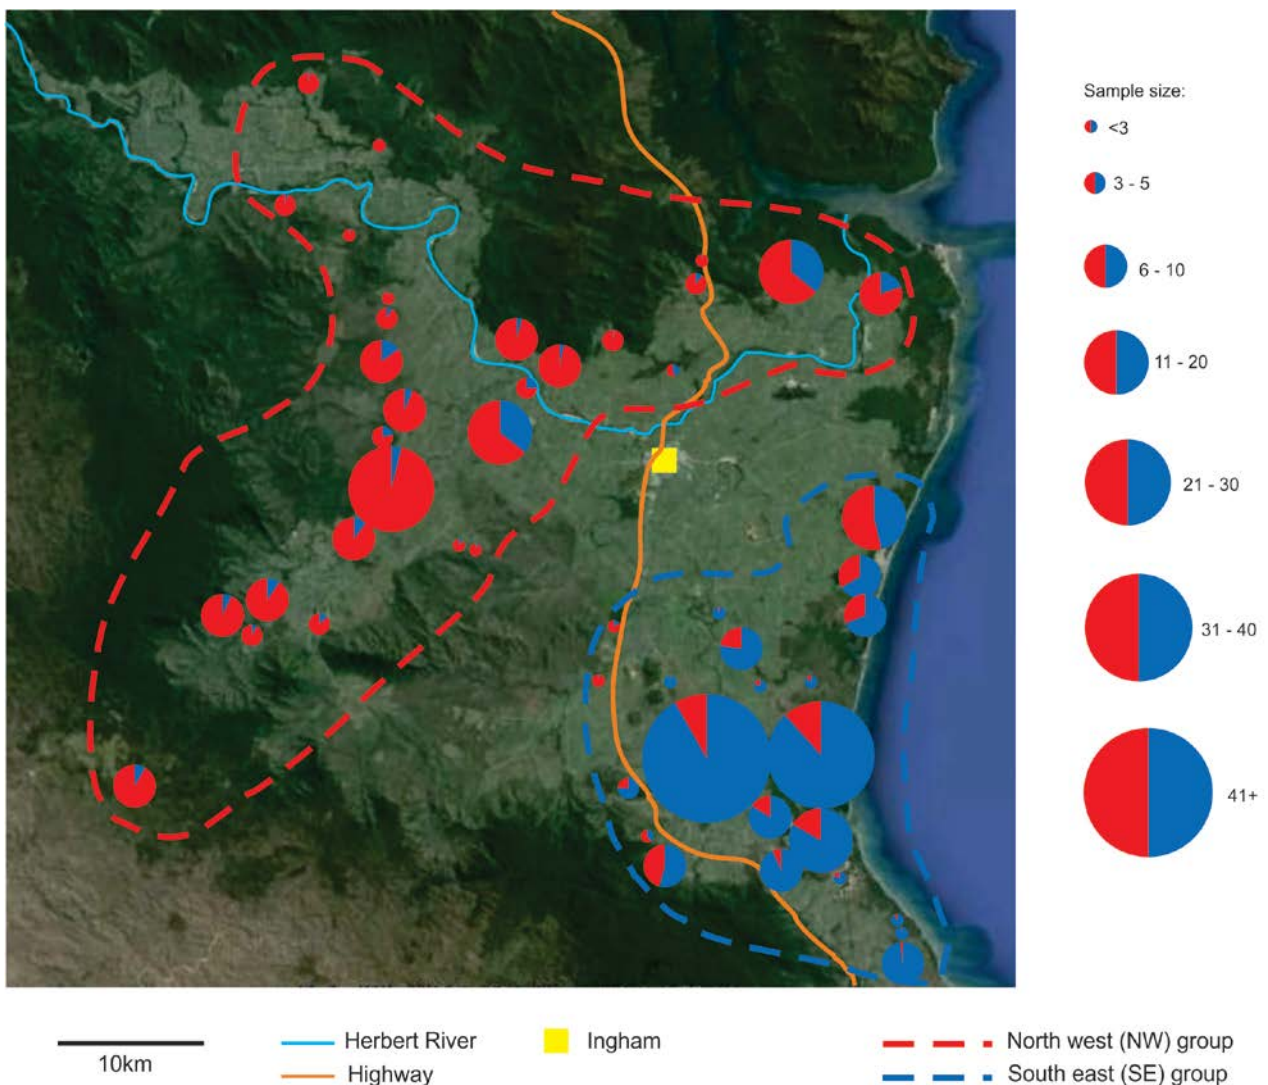 Sample size:
<3
3 - 5
6 - 10
11 - 20
21 - 30
31 - 40
41+
10km
Herbert River
Highway
Ingham
North west (NW) group
South east (SE) group